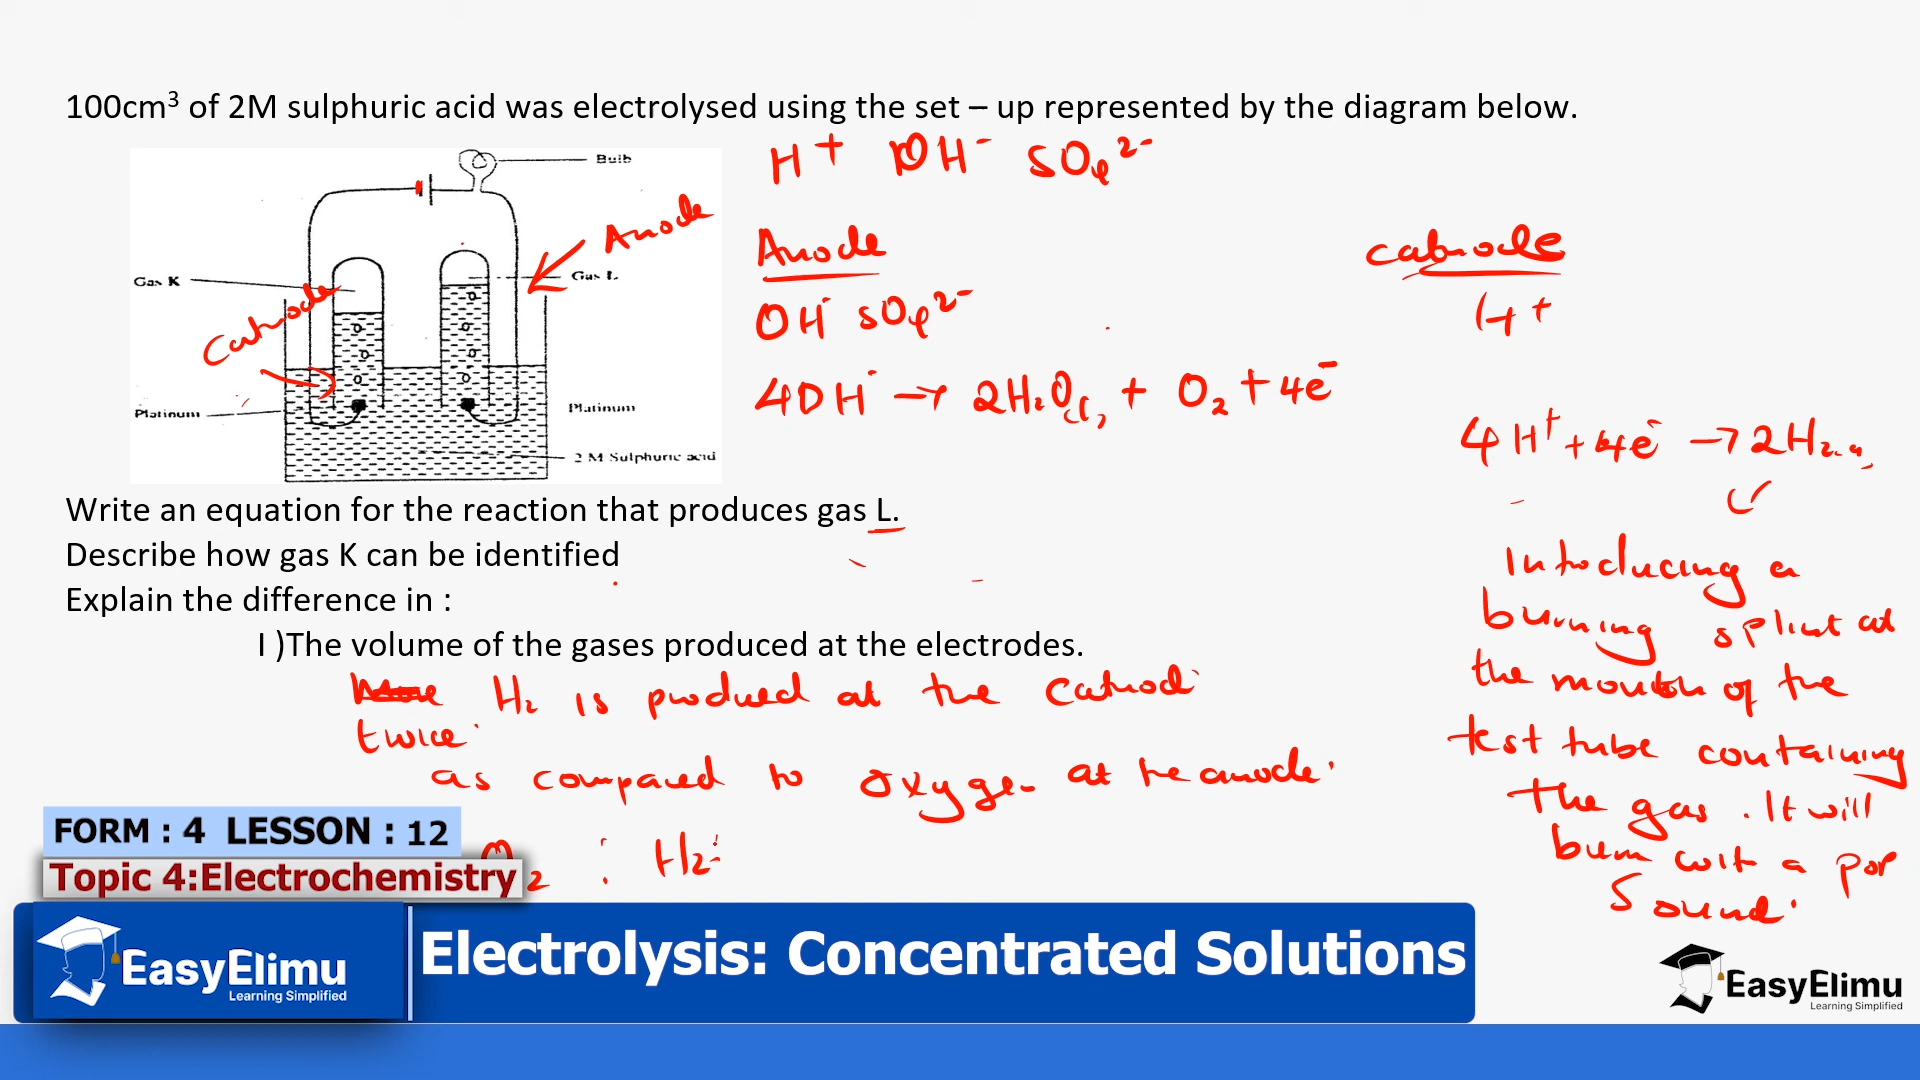 100cm³ of 2M sulphuric acid was electrolysed using the set – up represented by the diagram below.
H⁺ OH⁻ SO₄²⁻
Bulb
Anode
Gas K
Gas L
Cathode
Platinum
Platinum
2 M Sulphuric acid
Anode
OH⁻ SO₄²⁻
4OH⁻ → 2H₂O(l) + O₂ + 4e⁻
Cathode
H⁺
4H⁺ + 4e⁻ → 2H₂(g)
Introducing a
burning splint at
the mouth of the
test tube containing
the gas. It will
burn with a pop
Sound.
Write an equation for the reaction that produces gas L.
Describe how gas K can be identified
Explain the difference in :
I )The volume of the gases produced at the electrodes.
H₂ is produced at the Cathode
twice
as compared to oxygen at the anode.
O₂ : H₂
FORM : 4 LESSON : 12
Topic 4:Electrochemistry
Electrolysis: Concentrated Solutions
EasyElimu
Learning Simplified
EasyElimu
Learning Simplified